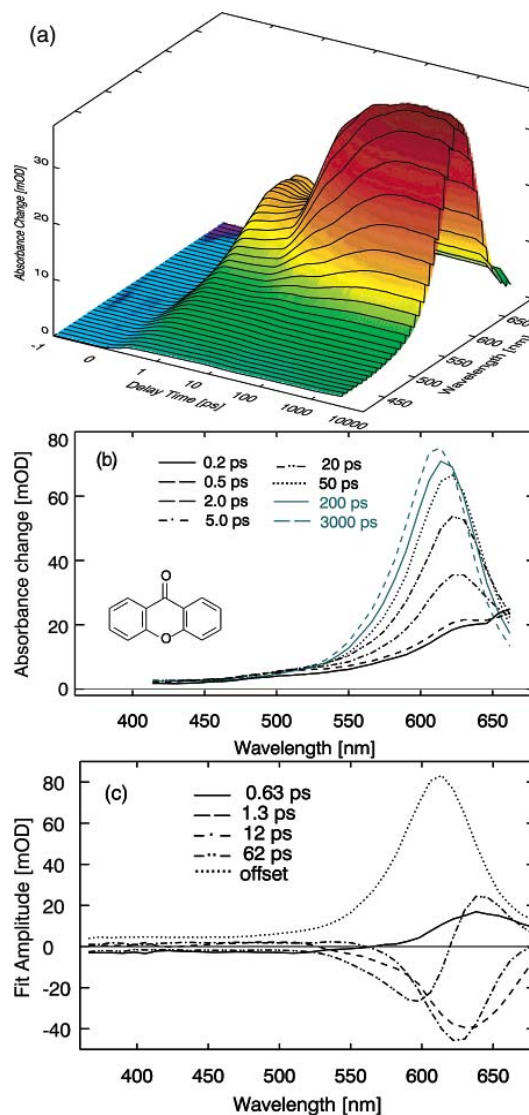 (a)
Absorbance Change [mOD]
30
20
10
0
-1
0
1
10
100
1000
10000
Delay Time [ps]
450
500
550
600
650
Wavelength [nm]
(b)
80
60
40
20
0
Absorbance change [mOD]
0.2 ps
0.5 ps
2.0 ps
5.0 ps
20 ps
50 ps
200 ps
3000 ps
O
O
400
450
500
550
600
650
Wavelength [nm]
(c)
80
60
40
20
0
-20
-40
Fit Amplitude [mOD]
0.63 ps
1.3 ps
12 ps
62 ps
offset
400
450
500
550
600
650
Wavelength [nm]